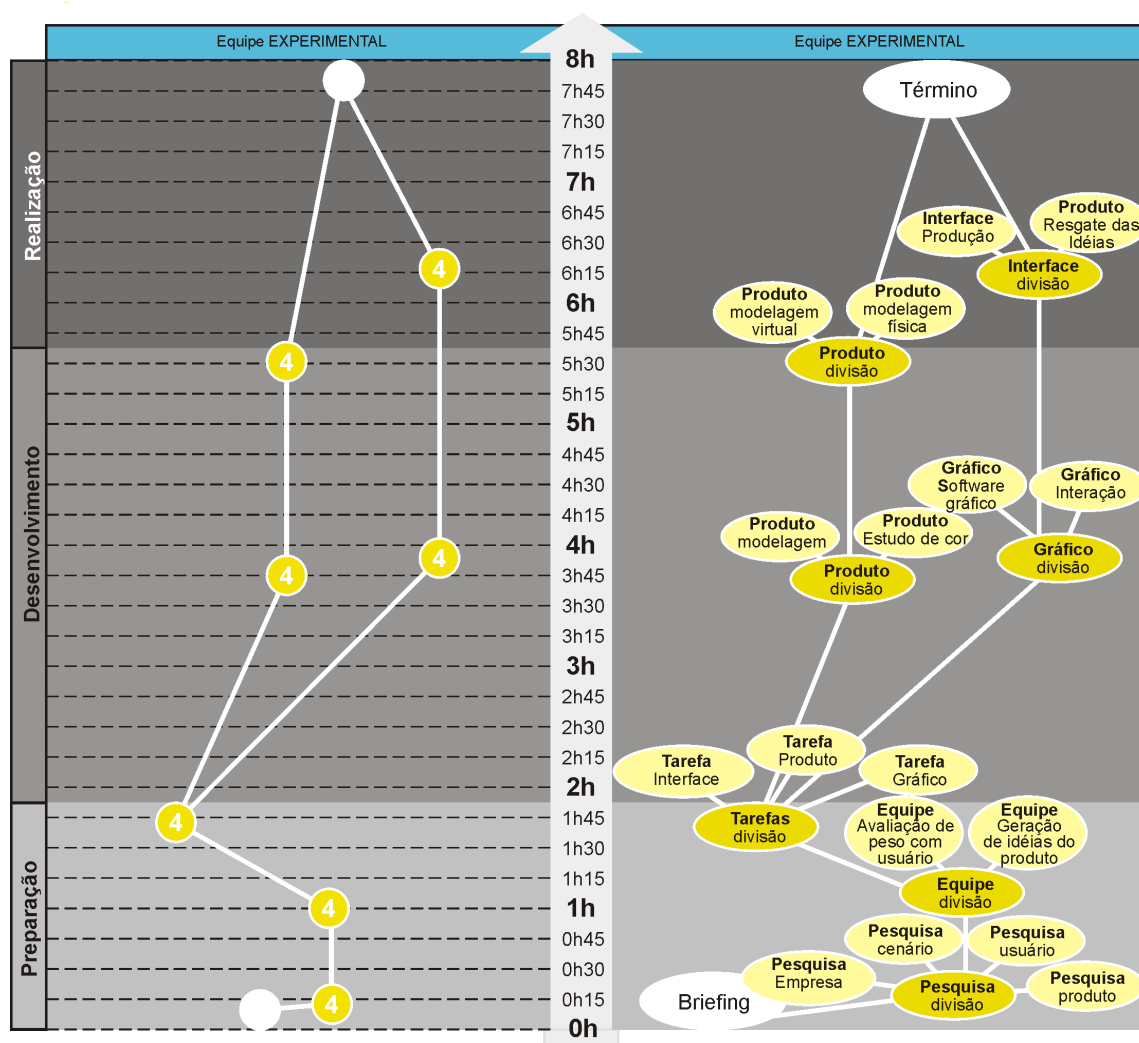 Equipe EXPERIMENTAL
Equipe EXPERIMENTAL
Realização
Desenvolvimento
Preparação
8h
7h45
7h30
7h15
7h
6h45
6h30
6h15
6h
5h45
5h30
5h15
5h
4h45
4h30
4h15
4h
3h45
3h30
3h15
3h
2h45
2h30
2h15
2h
1h45
1h30
1h15
1h
0h45
0h30
0h15
0h
4
4
4
4
4
4
4
Término
Interface
Produção
Produto
Resgate das
Idéias
Interface
divisão
Produto
modelagem
virtual
Produto
modelagem
física
Produto
divisão
Gráfico
Software
gráfico
Gráfico
Interação
Produto
modelagem
Produto
Estudo de cor
Gráfico
divisão
Produto
divisão
Tarefa
Interface
Tarefa
Produto
Tarefa
Gráfico
Tarefas
divisão
Equipe
Avaliação de
peso com
usuário
Equipe
Geração
de idéias do
produto
Equipe
divisão
Pesquisa
cenário
Pesquisa
usuário
Pesquisa
Empresa
Pesquisa
produto
Pesquisa
divisão
Briefing